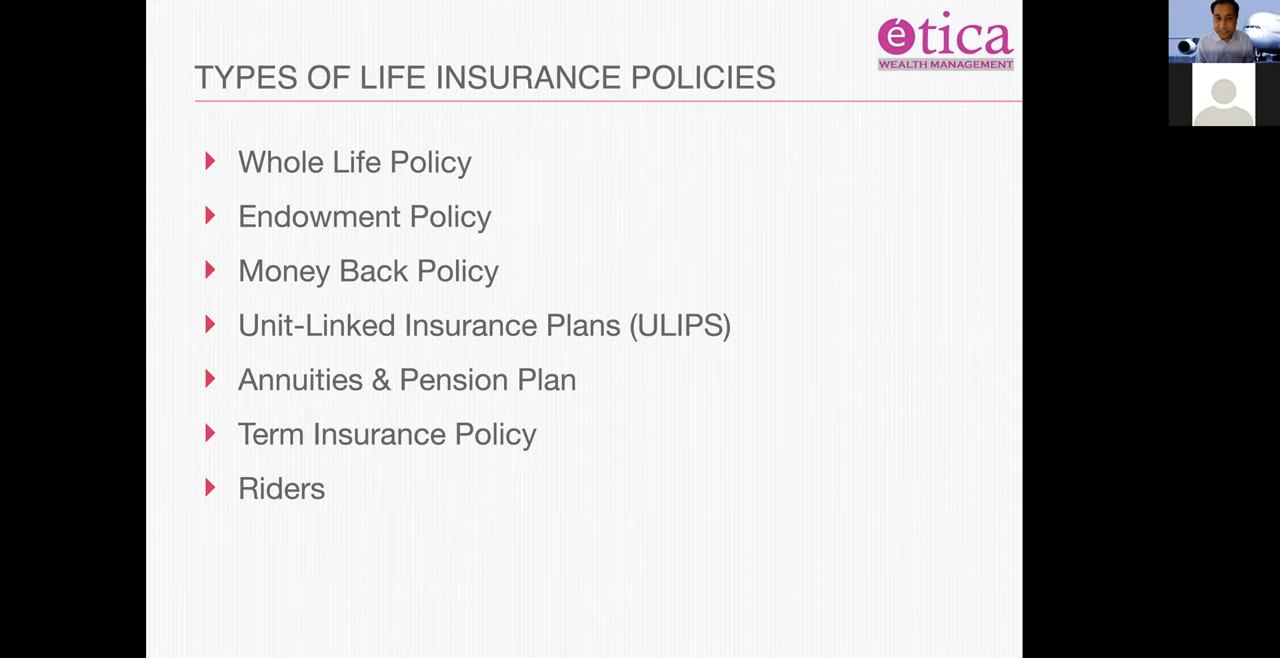 ética
WEALTH MANAGEMENT
TYPES OF LIFE INSURANCE POLICIES
Whole Life Policy
Endowment Policy
Money Back Policy
Unit-Linked Insurance Plans (ULIPS)
Annuities & Pension Plan
Term Insurance Policy
Riders